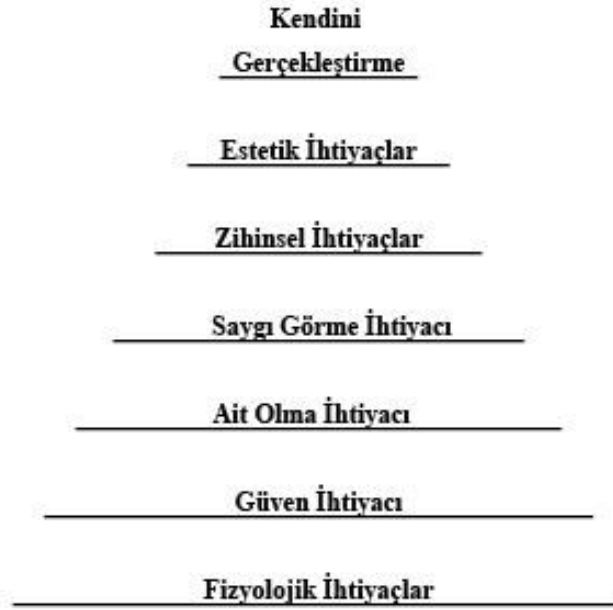 Kendini
Gerçekleştirme
Estetik İhtiyaçlar
Zihinsel İhtiyaçlar
Saygı Görme İhtiyacı
Ait Olma İhtiyacı
Güven İhtiyacı
Fizyolojik İhtiyaçlar